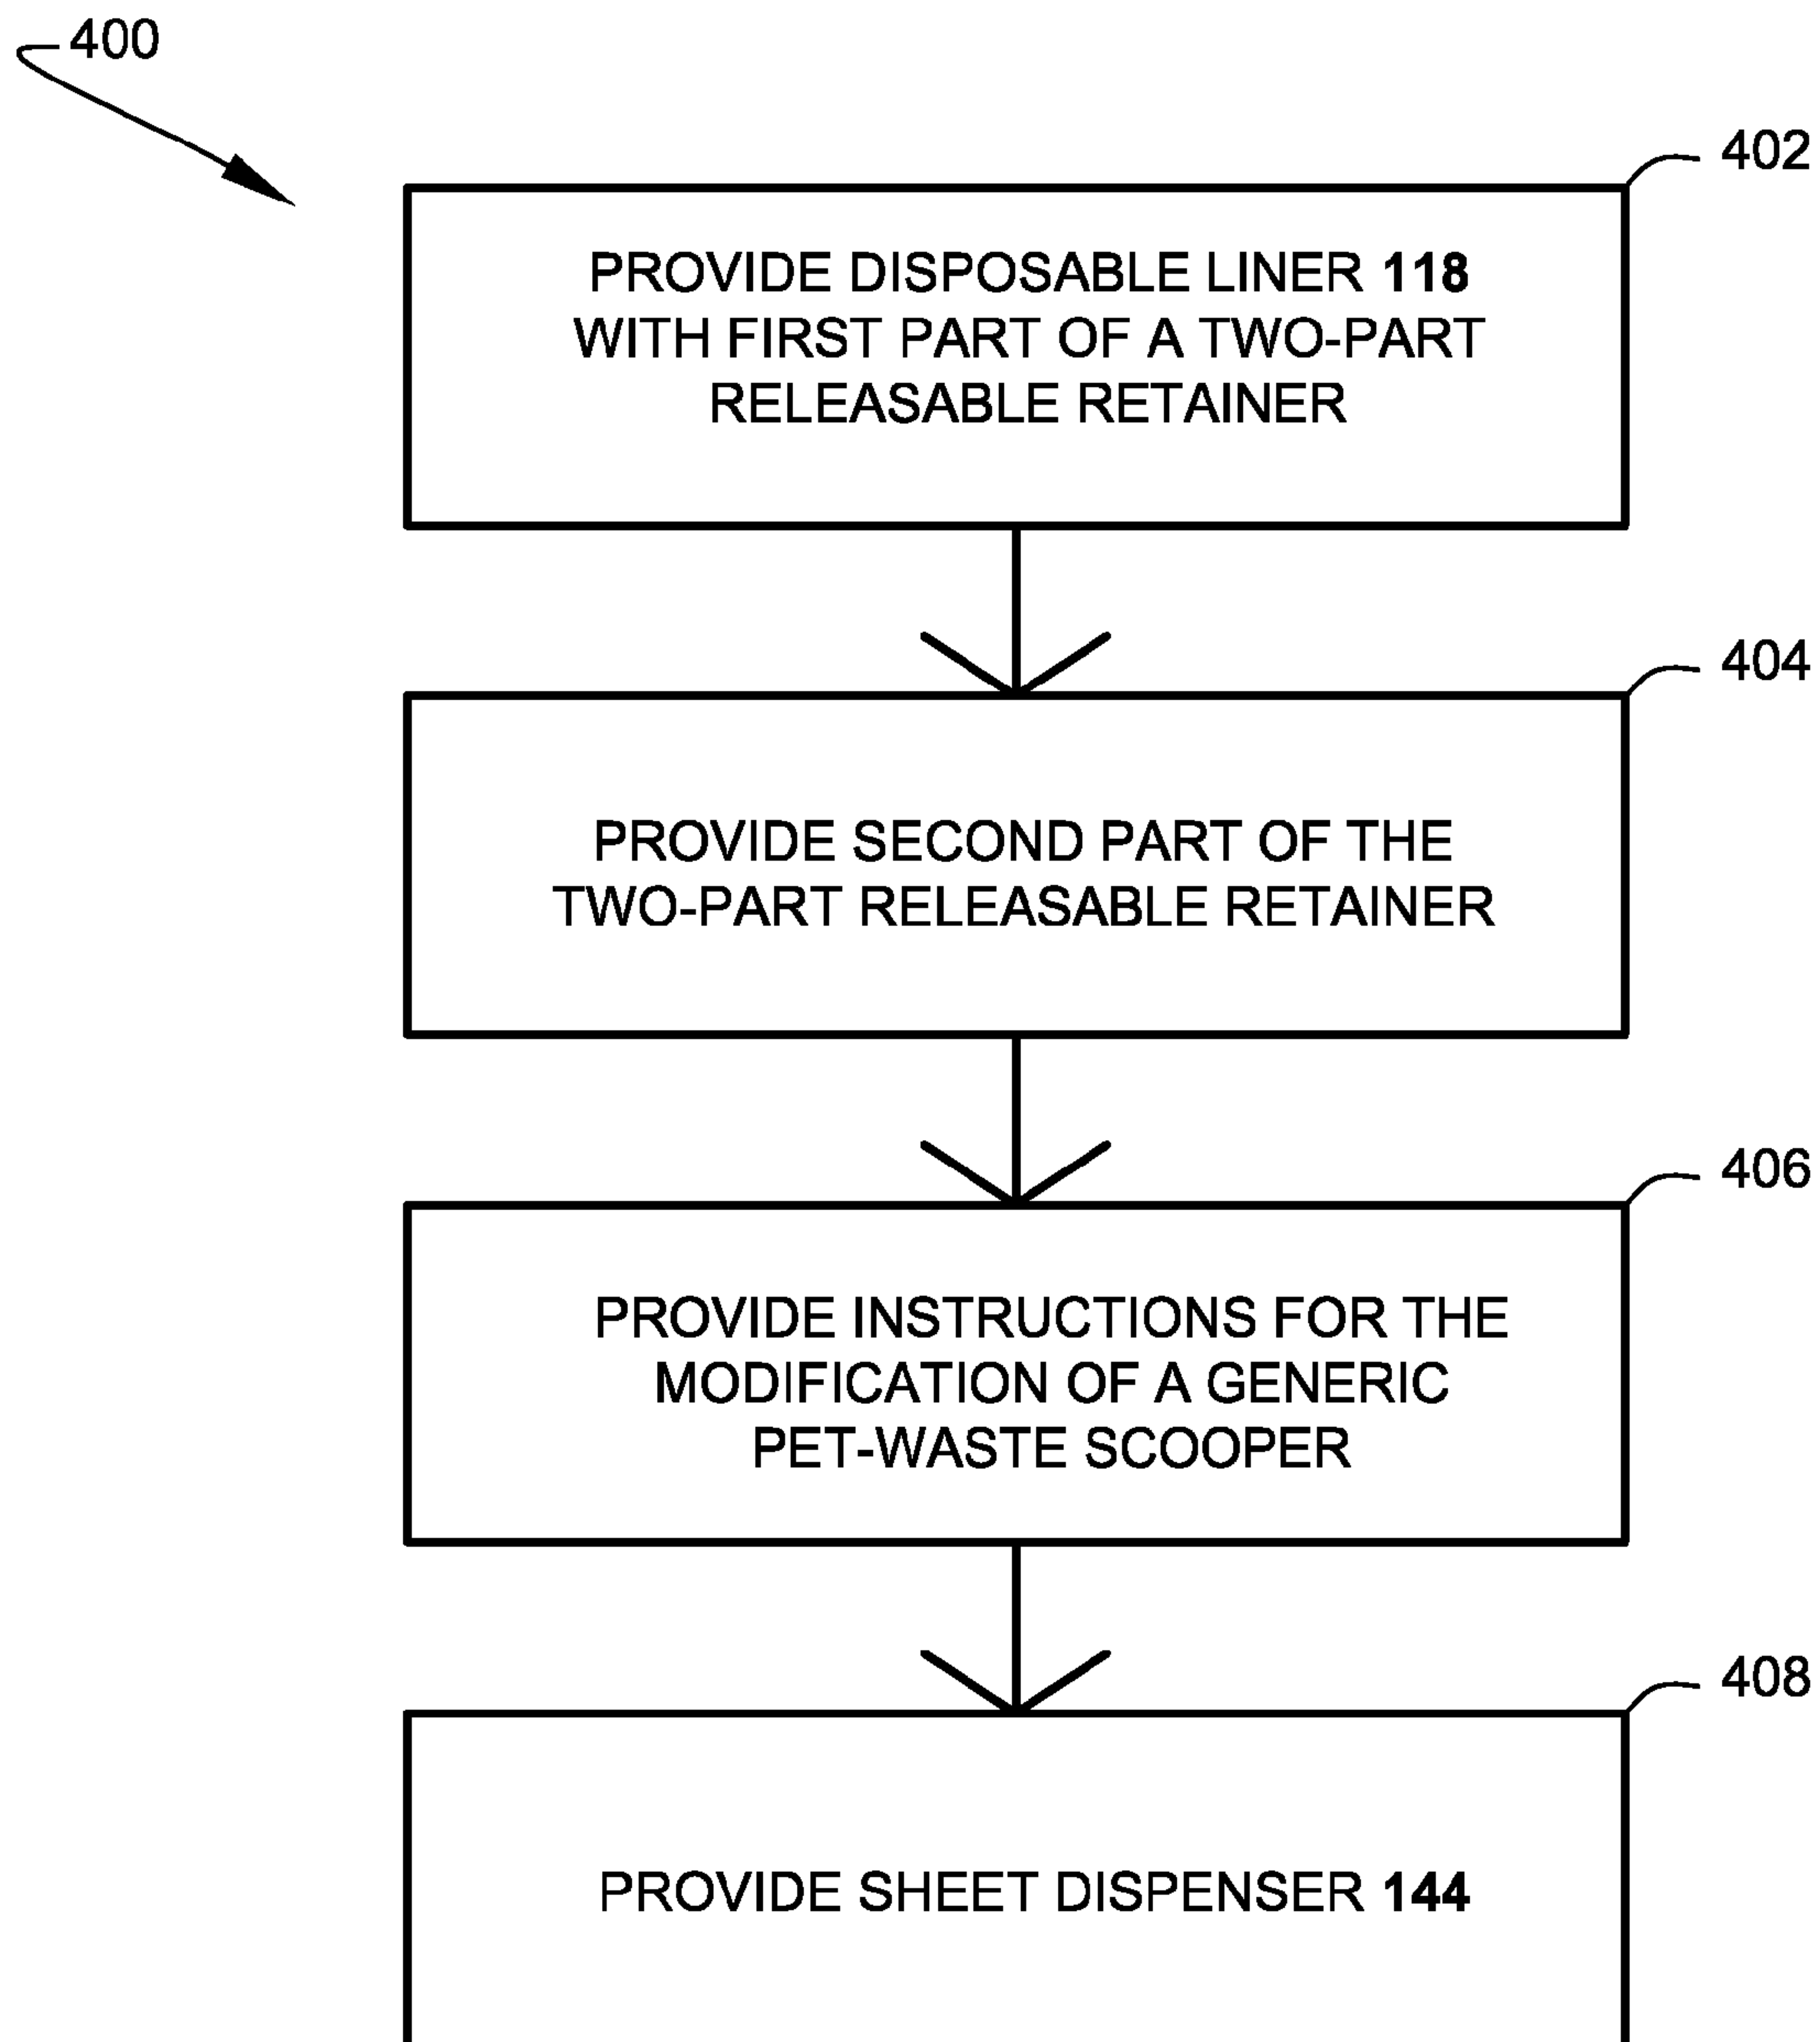 400
402
PROVIDE DISPOSABLE LINER 118
WITH FIRST PART OF A TWO-PART
RELEASABLE RETAINER
404
PROVIDE SECOND PART OF THE
TWO-PART RELEASABLE RETAINER
406
PROVIDE INSTRUCTIONS FOR THE
MODIFICATION OF A GENERIC
PET-WASTE SCOOPER
408
PROVIDE SHEET DISPENSER 144